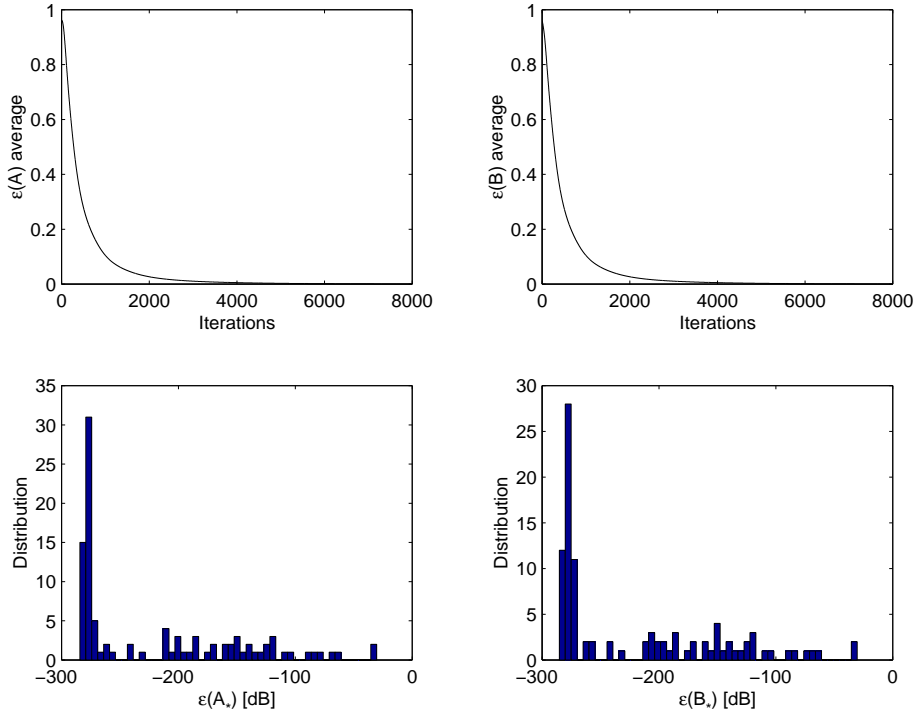 1
0.8
0.6
0.4
0.2
0
0 2000 4000 6000 8000
Iterations
ε(A) average
1
0.8
0.6
0.4
0.2
0
0 2000 4000 6000 8000
Iterations
ε(B) average
35
30
25
20
15
10
5
0
−300 −200 −100 0
ε(A*) [dB]
Distribution
30
25
20
15
10
5
0
−300 −200 −100 0
ε(B*) [dB]
Distribution